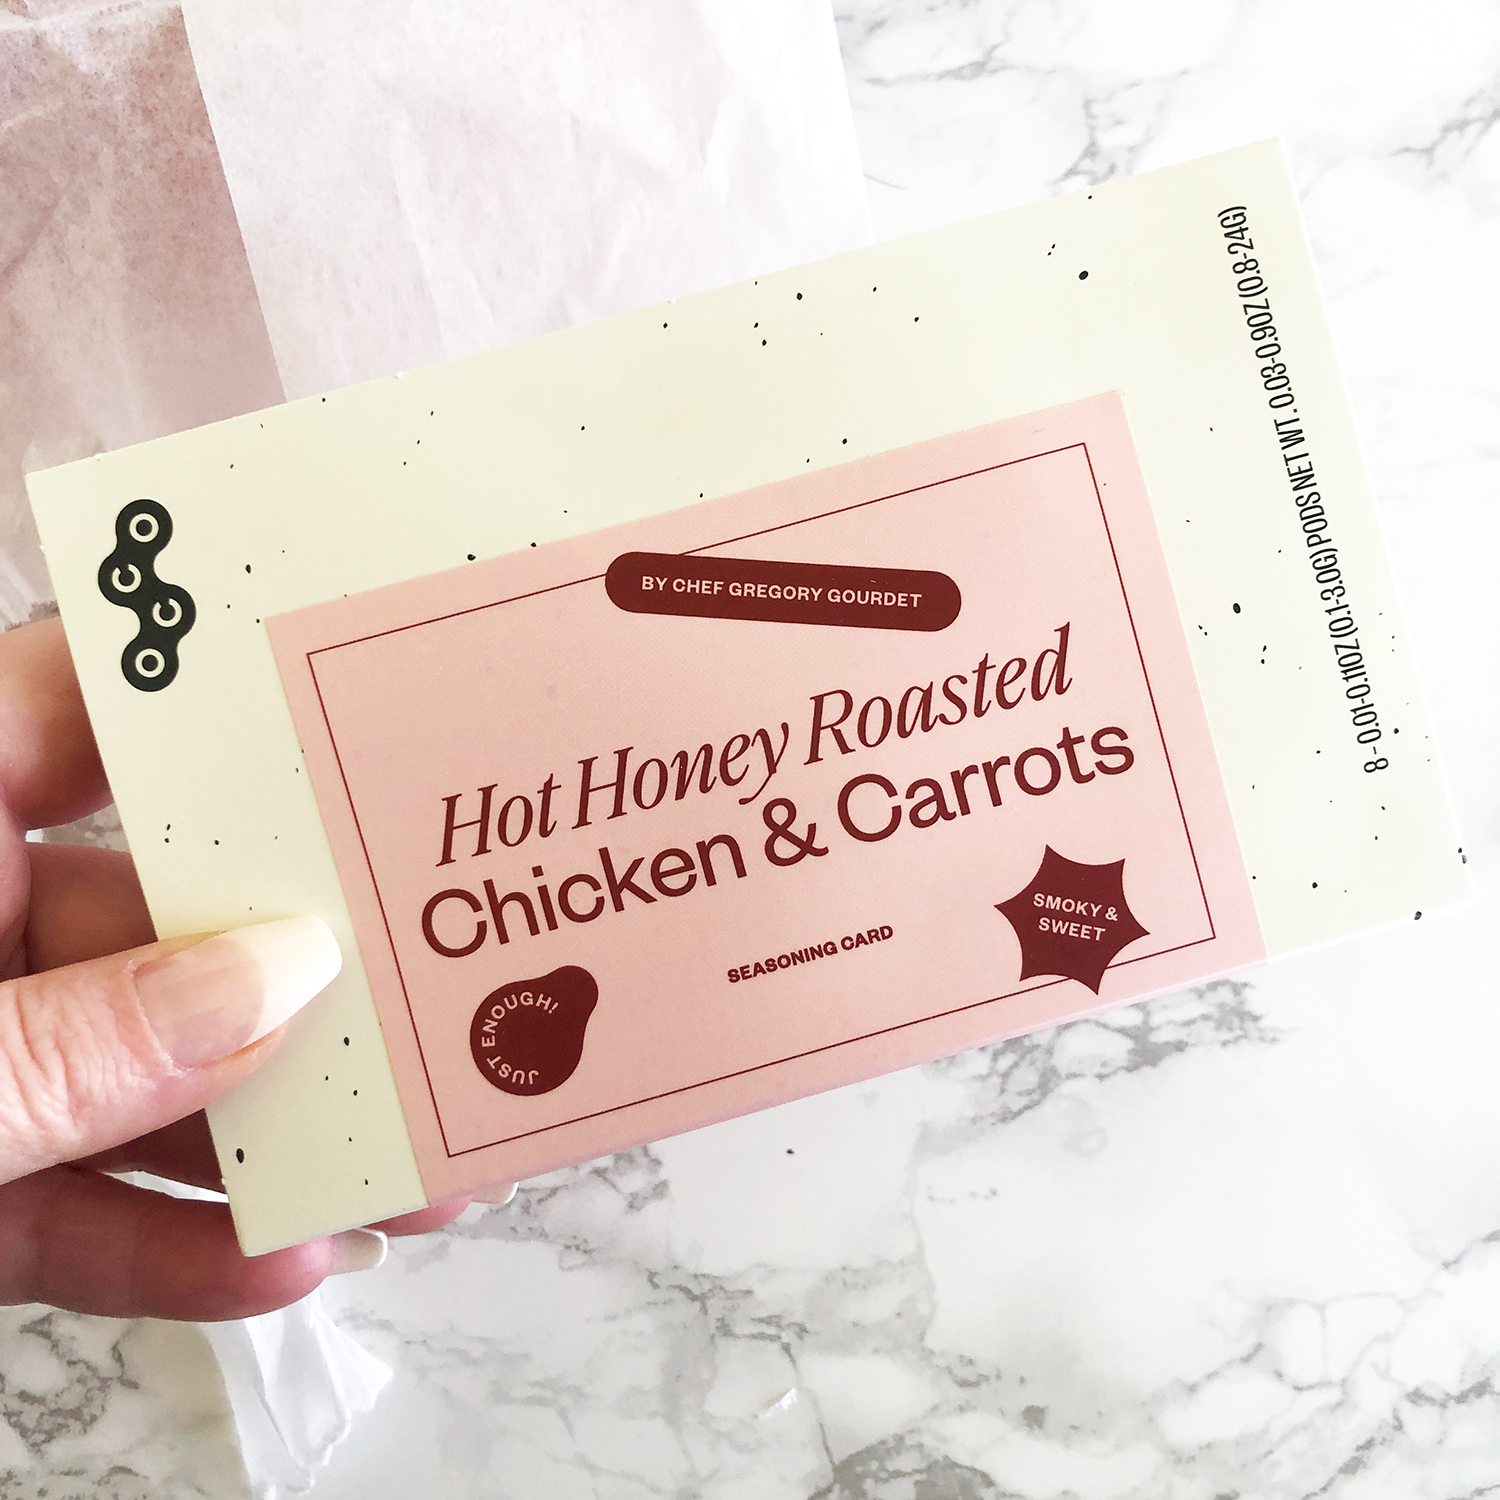 OCCO
BY CHEF GREGORY GOURDET
Hot Honey Roasted
Chicken & Carrots
SEASONING CARD
JUST ENOUGH!
SMOKY &
SWEET
8 - 0.01-0.11OZ (0.1-3.0G) PODS NET WT. 0.03-0.9OZ (0.8-24G)